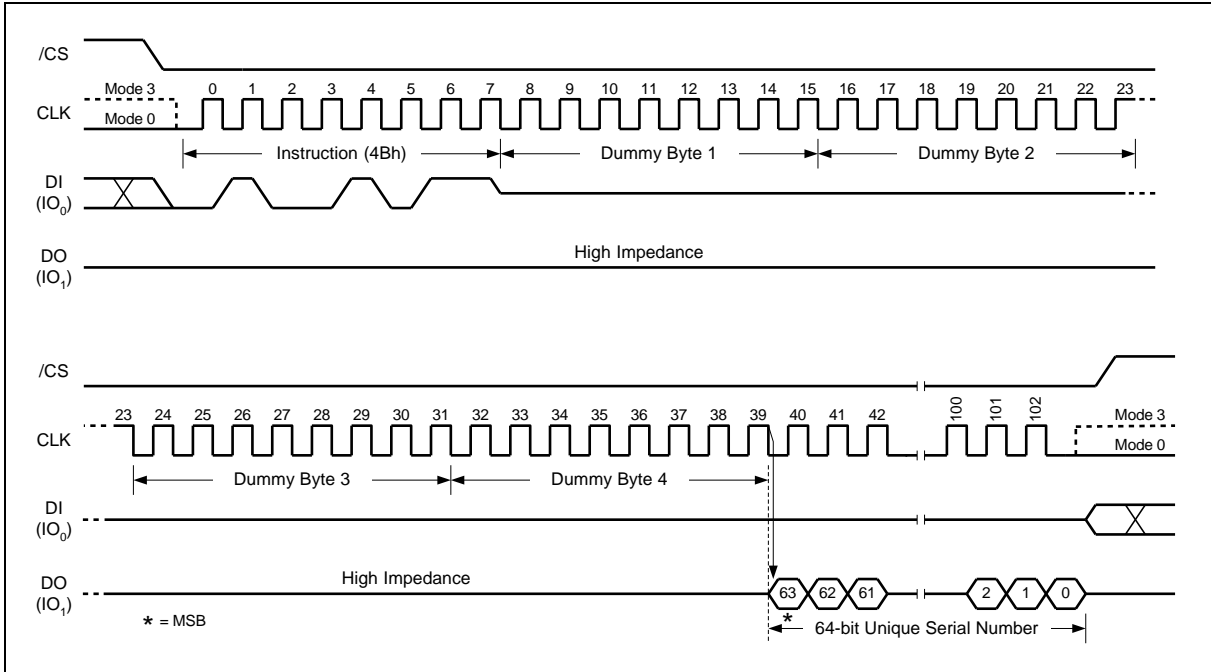 /CS
Mode 3 0 1 2 3 4 5 6 7 8 9 10 11 12 13 14 15 16 17 18 19 20 21 22 23
CLK
Mode 0
Instruction (4Bh) Dummy Byte 1 Dummy Byte 2
DI
(IO0)
High Impedance
DO
(IO1)
/CS
23 24 25 26 27 28 29 30 31 32 33 34 35 36 37 38 39 40 41 42 100 101 102 Mode 3
CLK
Mode 0
Dummy Byte 3 Dummy Byte 4
DI
(IO0)
High Impedance
DO
(IO1)
63 62 61 2 1 0
* = MSB * 64-bit Unique Serial Number